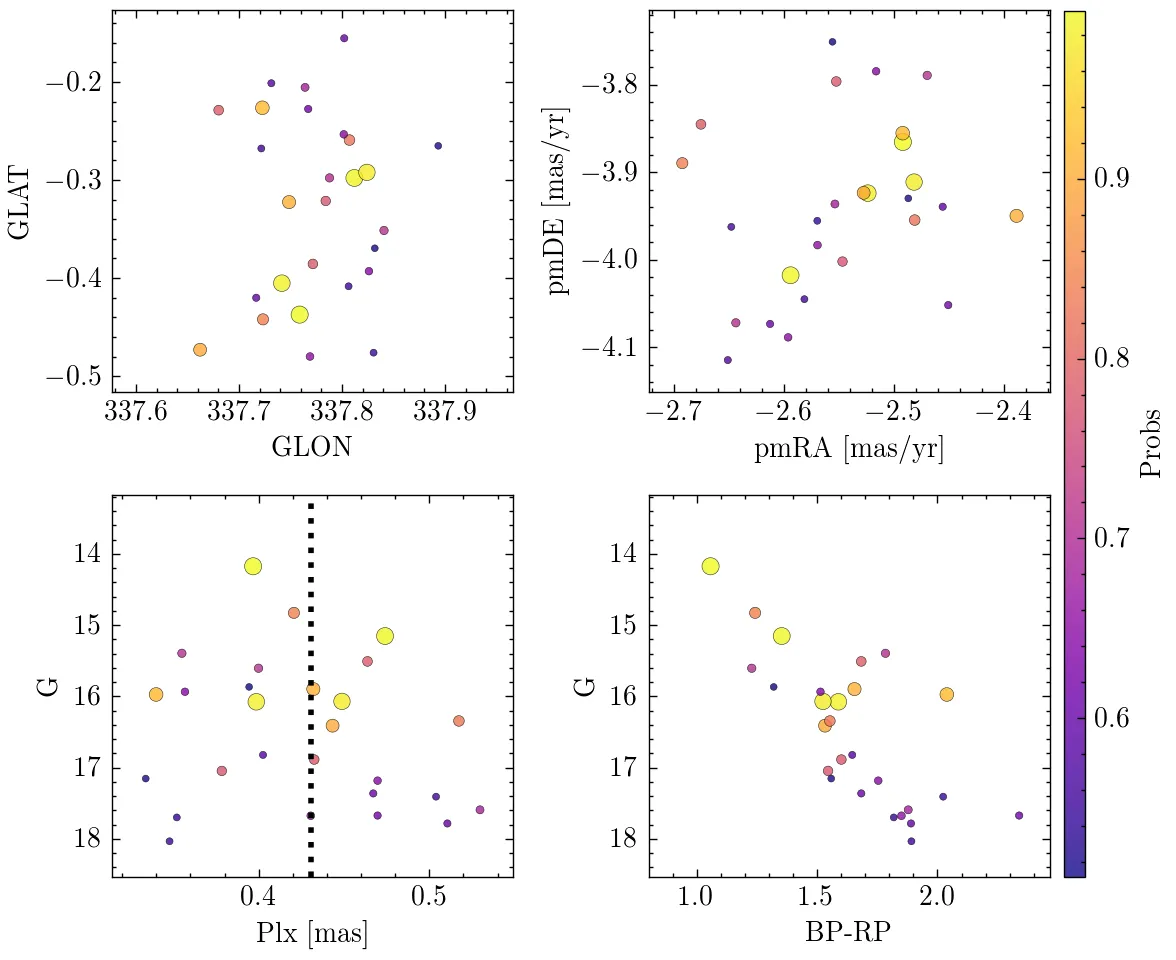 −0.2
−0.3
−0.4
−0.5
GLAT
337.6 337.7 337.8 337.9
GLON
−3.8
−3.9
−4.0
−4.1
pmDE [mas/yr]
−2.7 −2.6 −2.5 −2.4
pmRA [mas/yr]
14
15
16
17
18
G
0.4 0.5
Plx [mas]
14
15
16
17
18
G
1.0 1.5 2.0
BP-RP
0.9
0.8
0.7
0.6
Probs